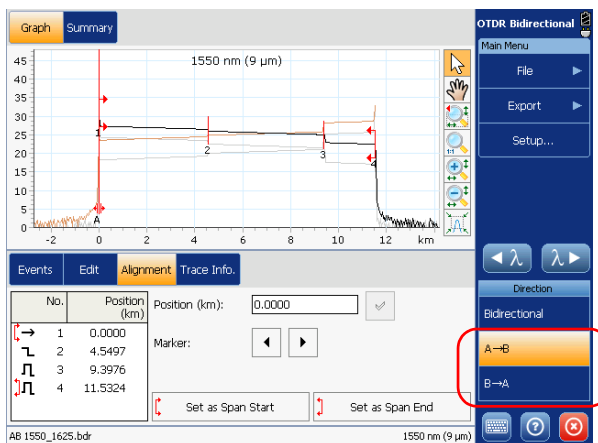 Graph Summary
OTDR Bidirectional
Main Menu
File
Export
Setup...
1550 nm (9 µm)
45
40
35
30
25
20
15
10
5
0
1
2
3
2
4
A
1:1
-2 0 2 4 6 8 10 12 km
λ λ
Direction
Bidirectional
A→B
B→A
Events Edit Alignment Trace Info.
No. Position (km)
1 0.0000
2 4.5497
3 9.3976
4 11.5324
Position (km): 0.0000
Marker:
Set as Span Start Set as Span End
AB 1550_1625.bdr 1550 nm (9 µm)